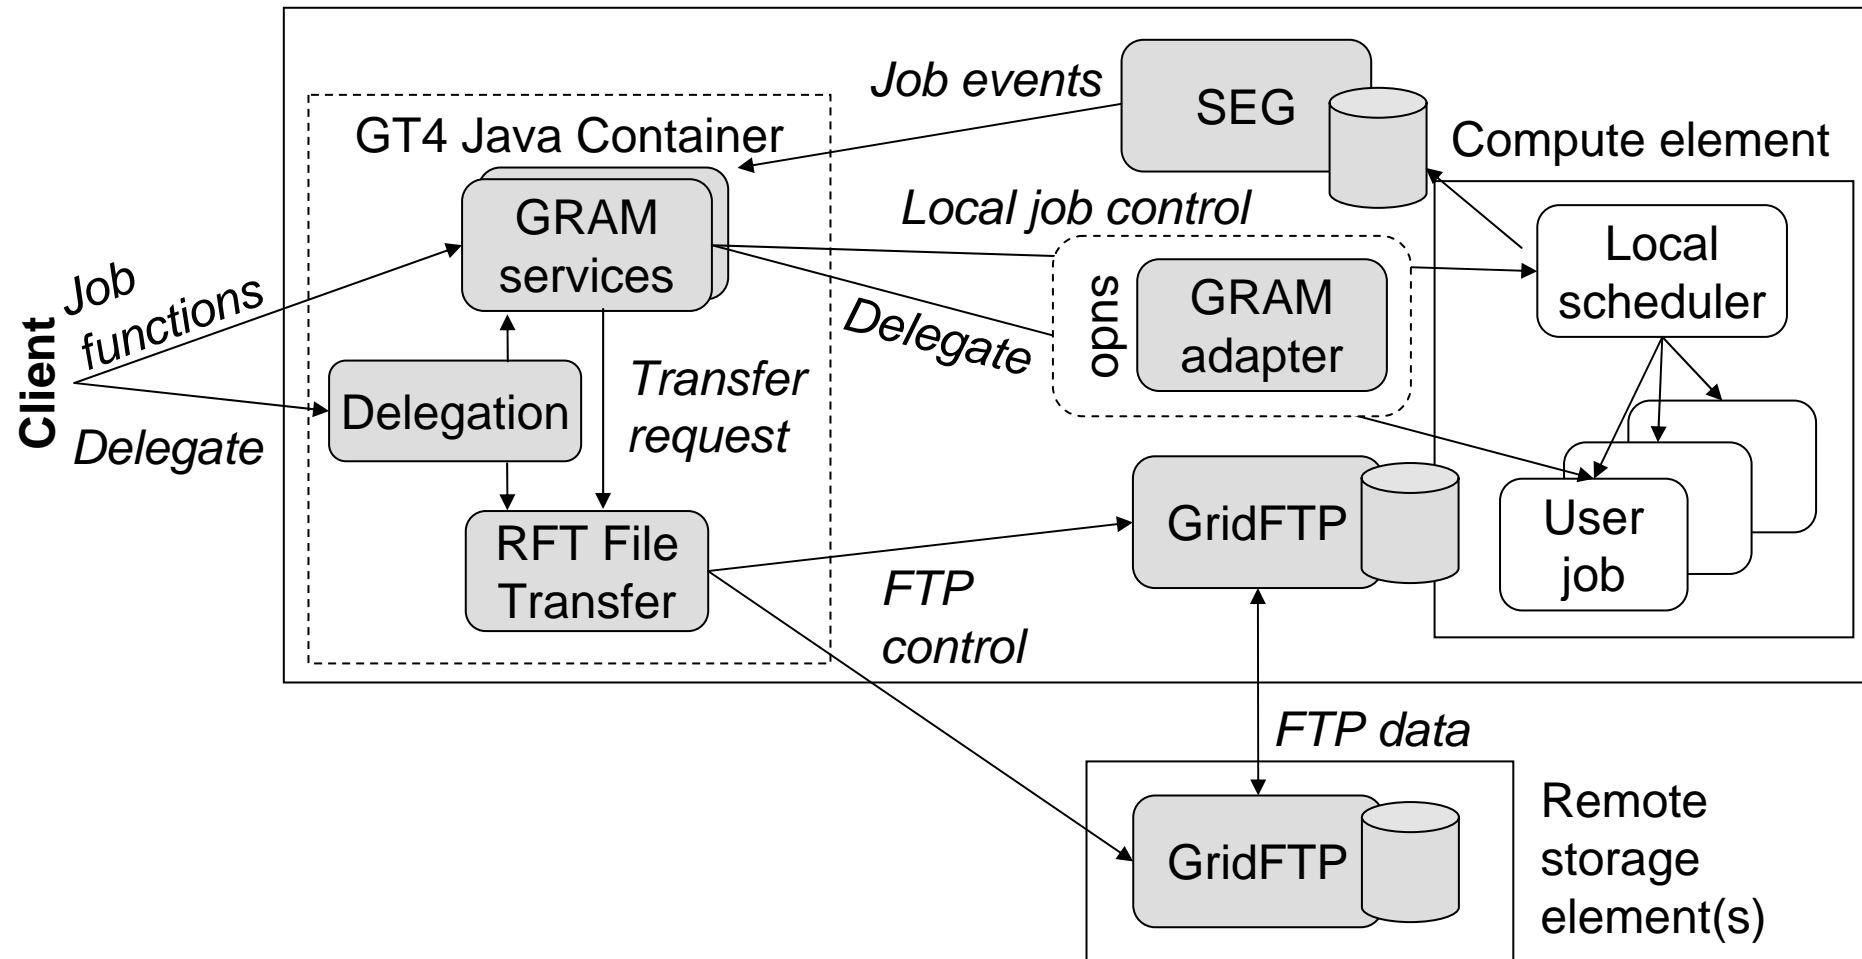 Job events
SEG
GT4 Java Container
Compute element
GRAM
services
Local job control
Local
scheduler
Client
Job
functions
sudo
GRAM
adapter
Delegate
Delegation
Transfer
request
Delegate
GridFTP
User
job
RFT File
Transfer
FTP
control
FTP data
GridFTP
Remote
storage
element(s)